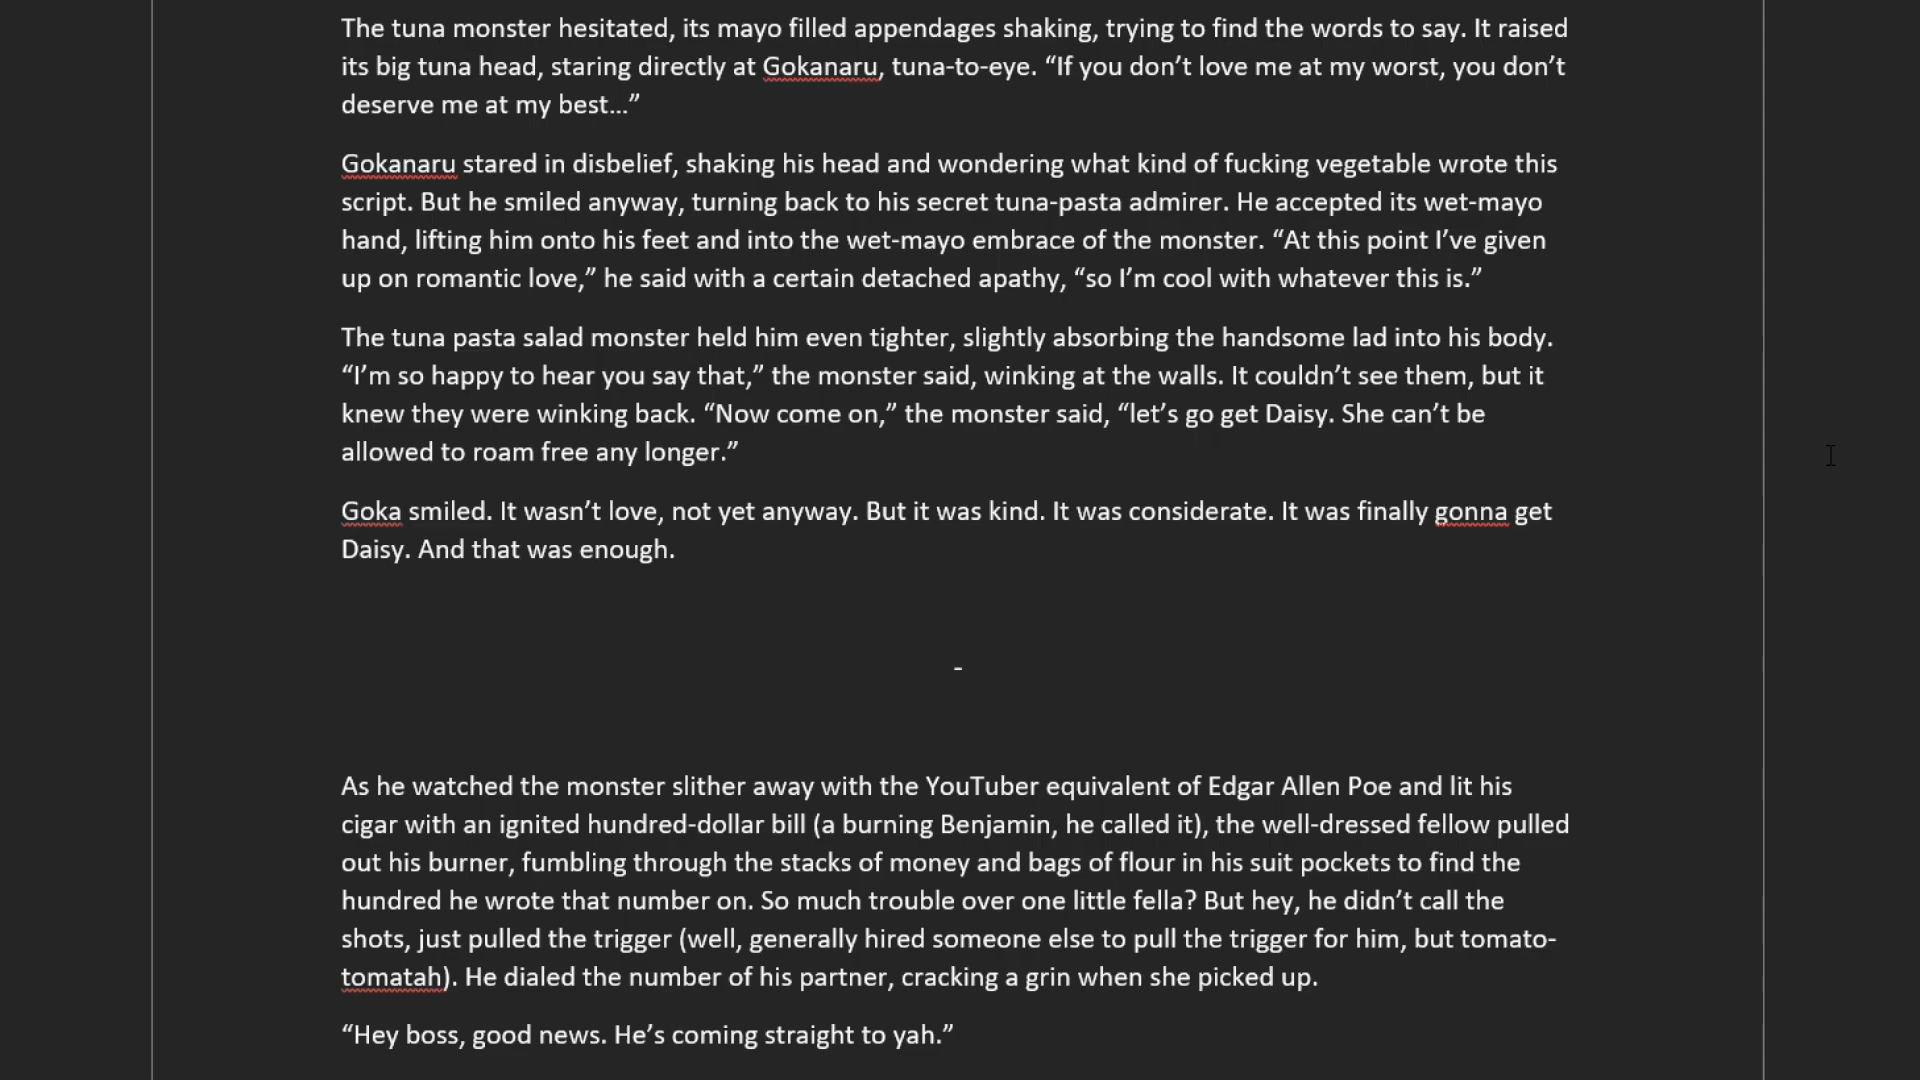 The tuna monster hesitated, its mayo filled appendages shaking, trying to find the words to say. It raised
its big tuna head, staring directly at Gokanaru, tuna-to-eye. “If you don’t love me at my worst, you don’t
deserve me at my best…”
Gokanaru stared in disbelief, shaking his head and wondering what kind of fucking vegetable wrote this
script. But he smiled anyway, turning back to his secret tuna-pasta admirer. He accepted its wet-mayo
hand, lifting him onto his feet and into the wet-mayo embrace of the monster. “At this point I’ve given
up on romantic love,” he said with a certain detached apathy, “so I’m cool with whatever this is.”
The tuna pasta salad monster held him even tighter, slightly absorbing the handsome lad into his body.
“I’m so happy to hear you say that,” the monster said, winking at the walls. It couldn’t see them, but it
knew they were winking back. “Now come on,” the monster said, “let’s go get Daisy. She can’t be
allowed to roam free any longer.”
Goka smiled. It wasn’t love, not yet anyway. But it was kind. It was considerate. It was finally gonna get
Daisy. And that was enough.
-
As he watched the monster slither away with the YouTuber equivalent of Edgar Allen Poe and lit his
cigar with an ignited hundred-dollar bill (a burning Benjamin, he called it), the well-dressed fellow pulled
out his burner, fumbling through the stacks of money and bags of flour in his suit pockets to find the
hundred he wrote that number on. So much trouble over one little fella? But hey, he didn’t call the
shots, just pulled the trigger (well, generally hired someone else to pull the trigger for him, but tomato-
tomatah). He dialed the number of his partner, cracking a grin when she picked up.
“Hey boss, good news. He’s coming straight to yah.”